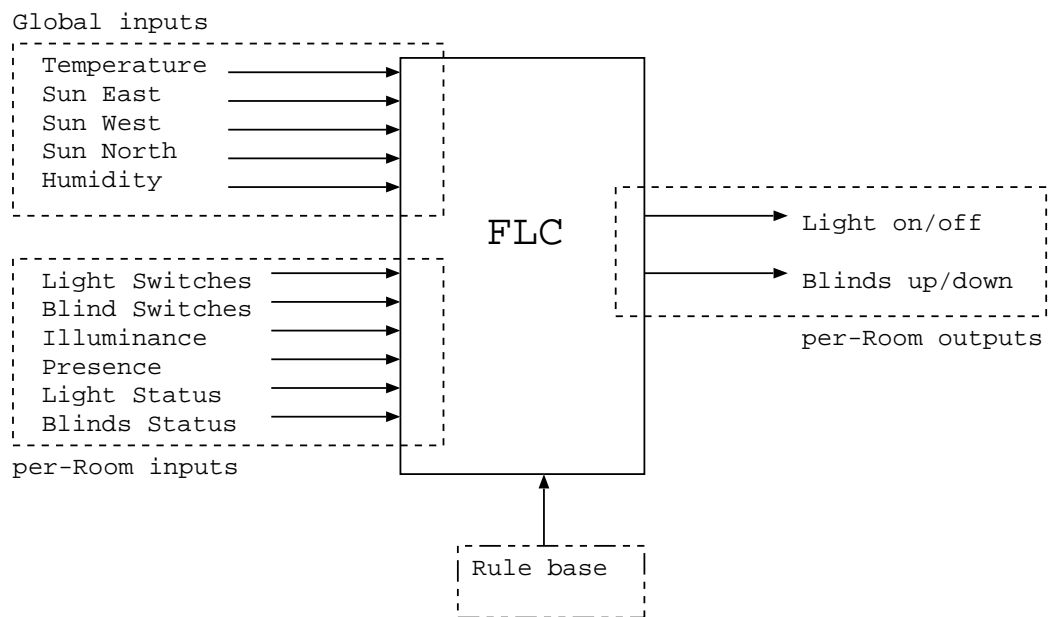 Global inputs
Temperature
Sun East
Sun West
Sun North
Humidity
FLC
Light on/off
Blinds up/down
per-Room outputs
Light Switches
Blind Switches
Illuminance
Presence
Light Status
Blinds Status
per-Room inputs
Rule base